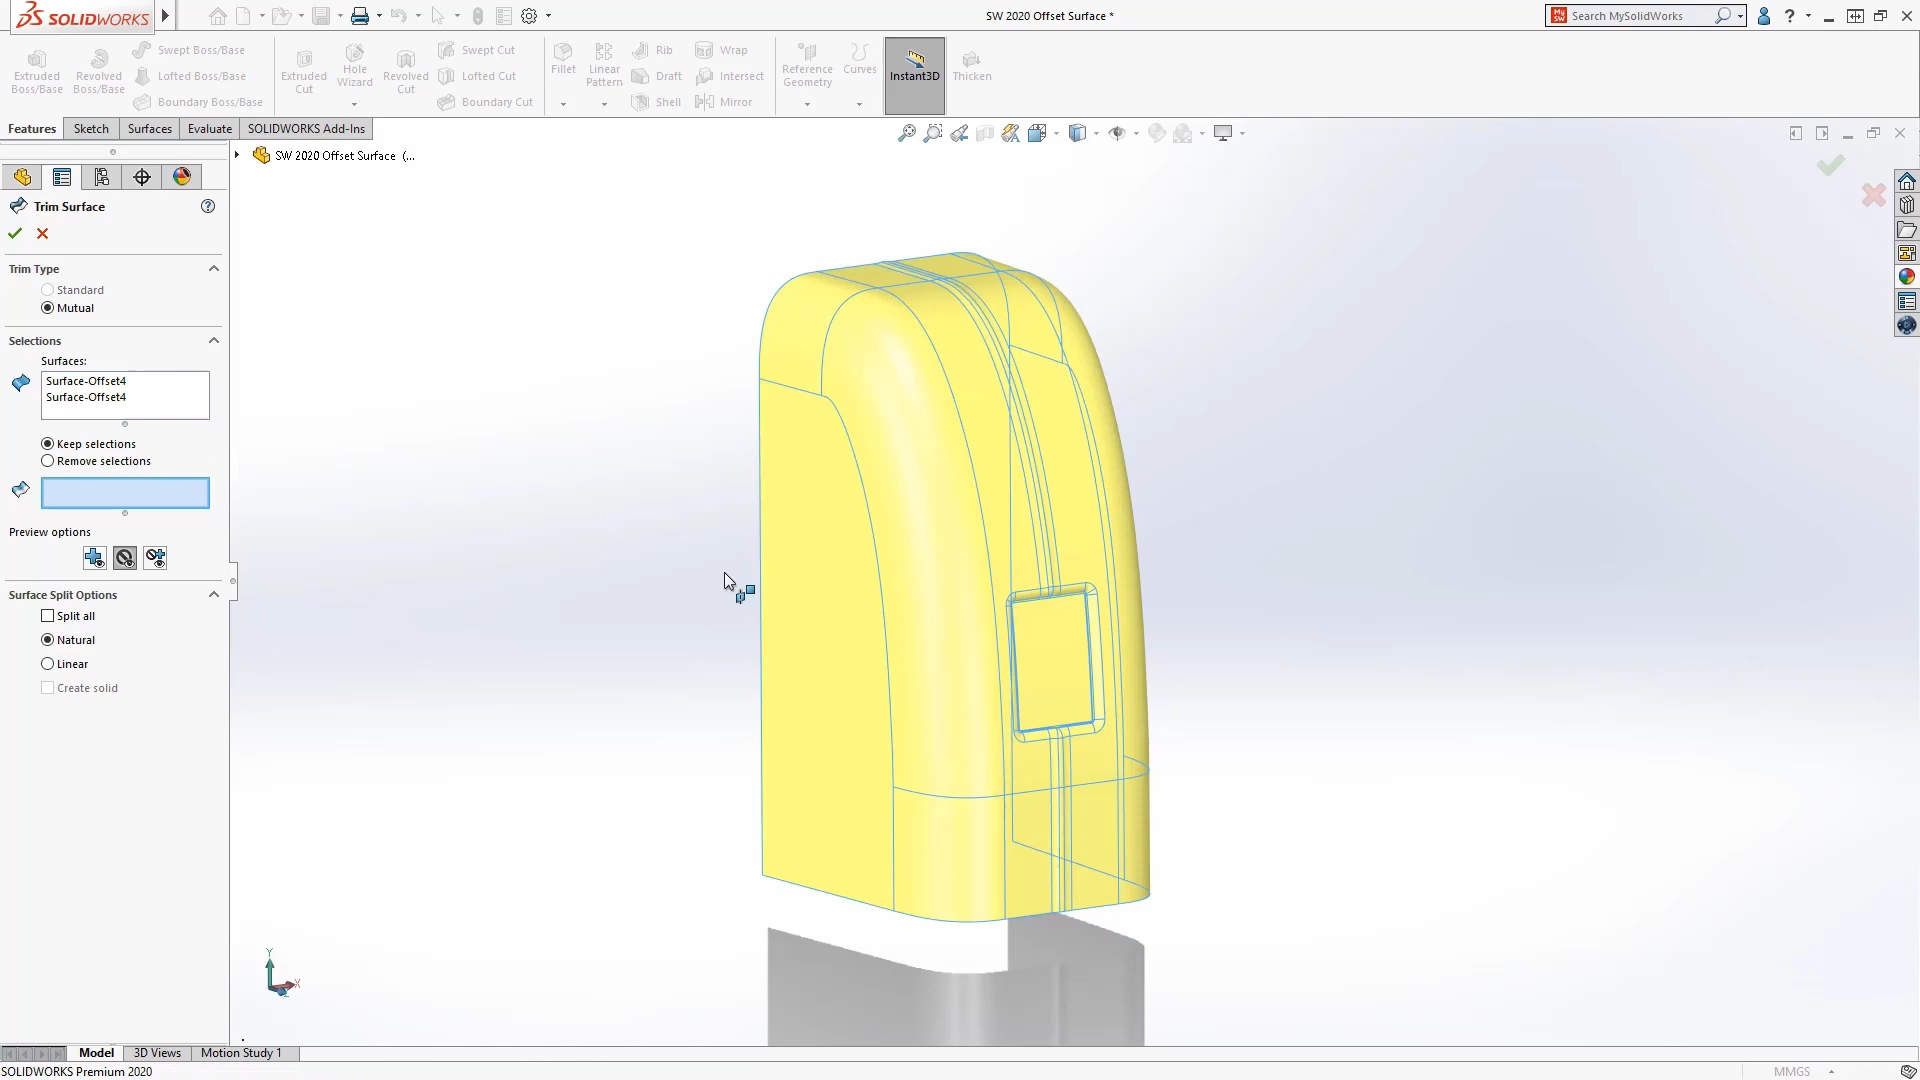 SOLIDWORKS
SW 2020 Offset Surface *
My SW
Search MySolidWorks
Extruded Boss/Base
Revolved Boss/Base
Swept Boss/Base
Lofted Boss/Base
Boundary Boss/Base
Extruded Cut
Hole Wizard
Revolved Cut
Swept Cut
Lofted Cut
Boundary Cut
Fillet
Linear Pattern
Rib
Draft
Shell
Wrap
Intersect
Mirror
Reference Geometry
Curves
Instant3D
Thicken
Features
Sketch
Surfaces
Evaluate
SOLIDWORKS Add-Ins
SW 2020 Offset Surface (...
Trim Surface
Trim Type
Standard
Mutual
Selections
Surfaces:
Surface-Offset4
Surface-Offset4
Keep selections
Remove selections
Preview options
Surface Split Options
Split all
Natural
Linear
Create solid
Y
X
Z
Model
3D Views
Motion Study 1
SOLIDWORKS Premium 2020
MMGS